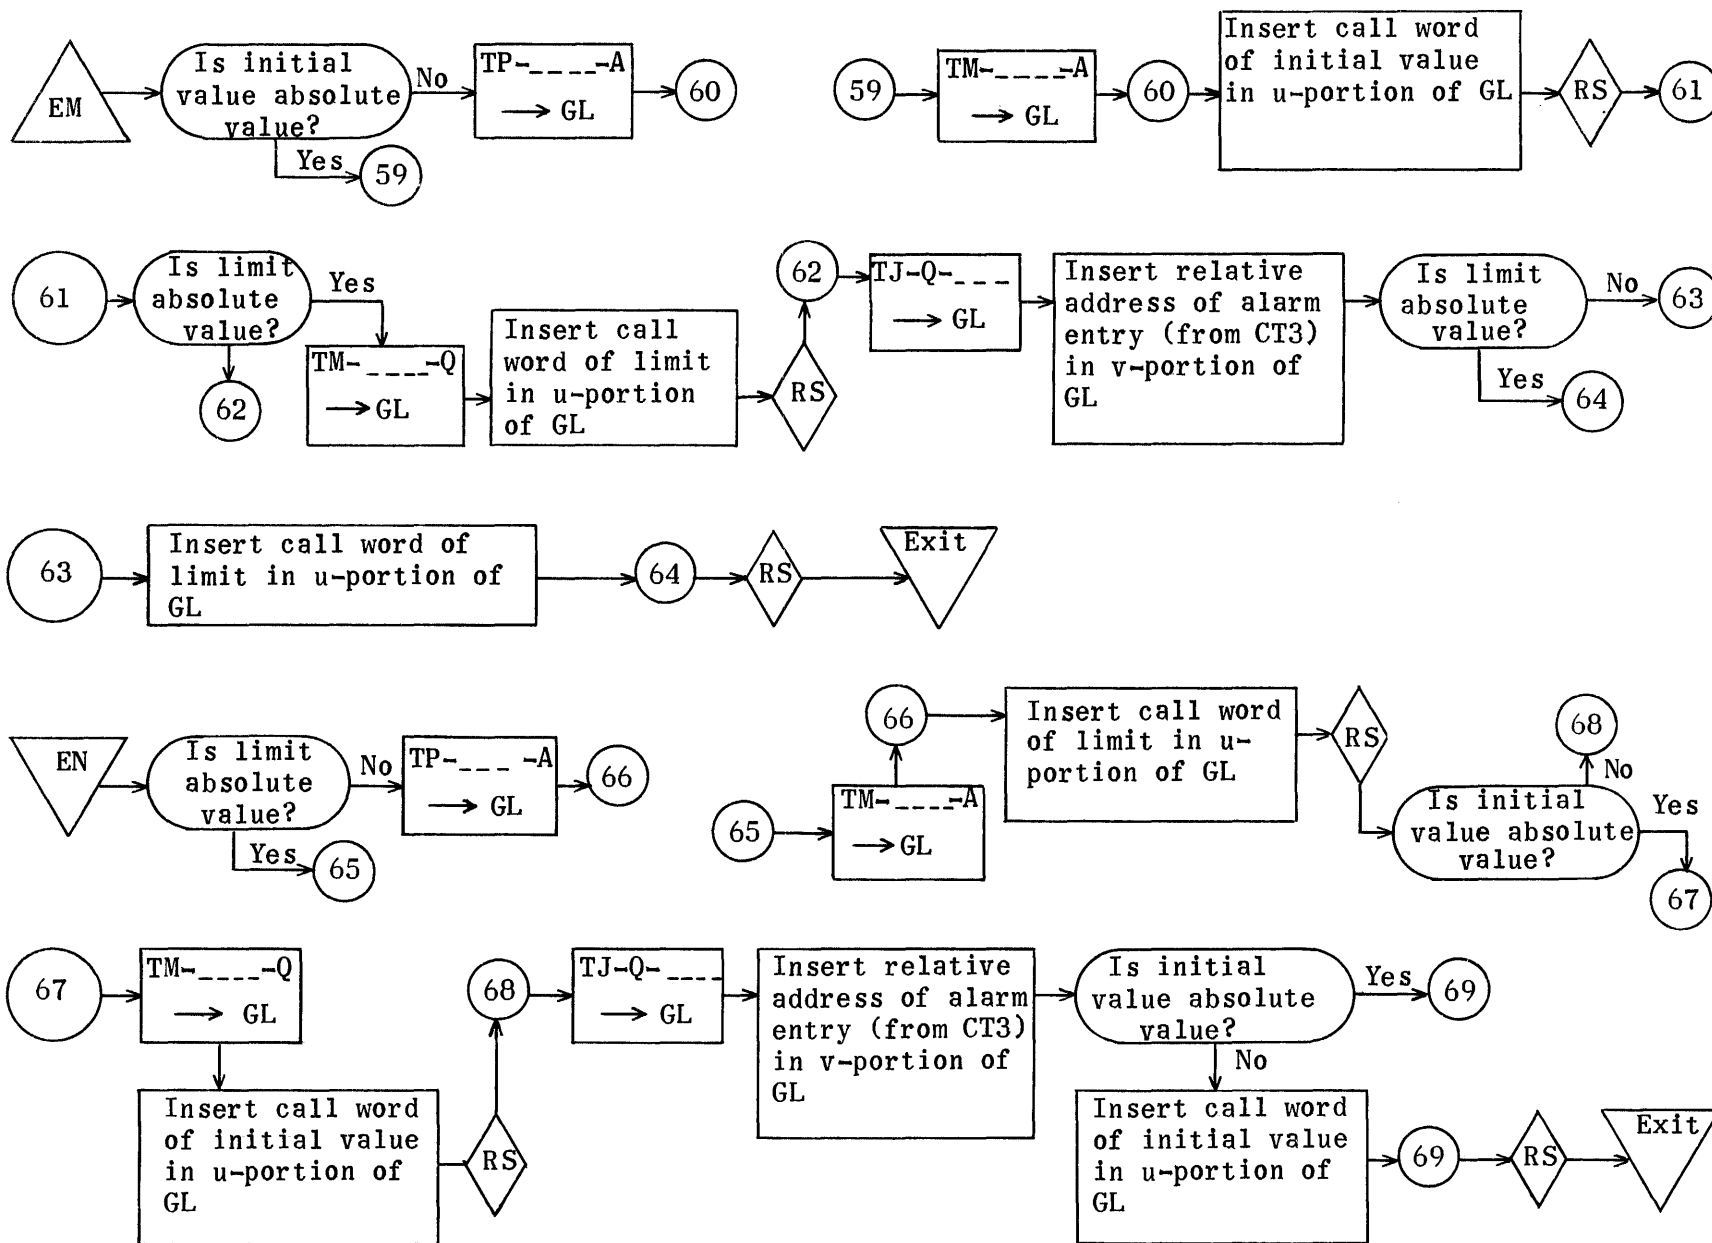 EM
Is initial
value absolute
value?
No
Yes
59
TP-____-A
→ GL
60
59
TM-____-A
→ GL
60
Insert call word
of initial value
in u-portion of GL
RS
61
61
Is limit
absolute
value?
Yes
62
TM-____-Q
→ GL
Insert call
word of limit
in u-portion
of GL
RS
62
TJ-Q-___
→ GL
Insert relative
address of alarm
entry (from CT3)
in v-portion of
GL
Is limit
absolute
value?
No
63
Yes
64
63
Insert call word of
limit in u-portion of
GL
64
RS
Exit
EN
Is limit
absolute
value?
No
Yes
65
TP-___ -A
→ GL
66
65
TM-____-A
→ GL
66
Insert call word
of limit in u-
portion of GL
RS
Is initial
value absolute
value?
68
No
Yes
67
67
TM-____-Q
→ GL
Insert call word
of initial value
in u-portion of
GL
RS
68
TJ-Q-____
→ GL
Insert relative
address of alarm
entry (from CT3)
in v-portion of
GL
Is initial
value absolute
value?
Yes
69
No
Insert call word
of initial value
in u-portion of
GL
69
RS
Exit